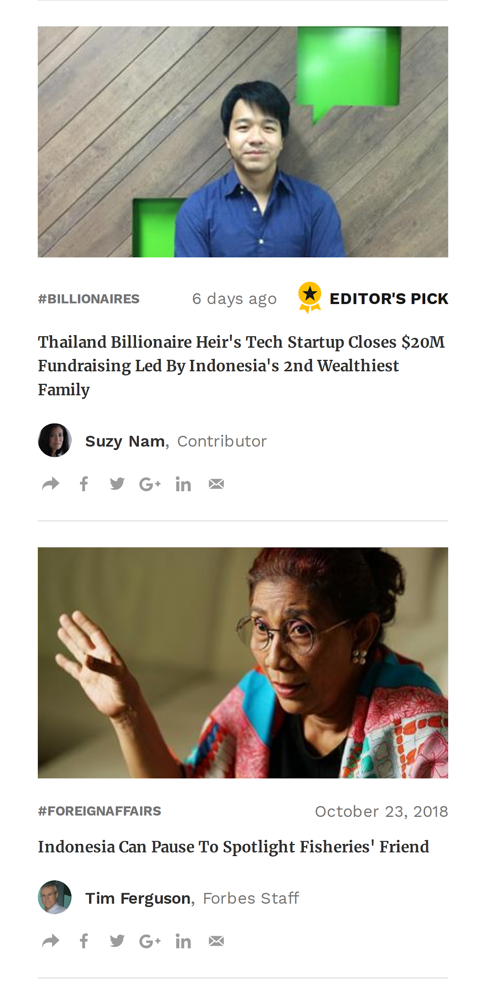 #BILLIONAIRES 6 days ago EDITOR'S PICK
Thailand Billionaire Heir's Tech Startup Closes $20M
Fundraising Led By Indonesia's 2nd Wealthiest
Family
Suzy Nam, Contributor
f G+ in
#FOREIGNAFFAIRS October 23, 2018
Indonesia Can Pause To Spotlight Fisheries' Friend
Tim Ferguson, Forbes Staff
f G+ in